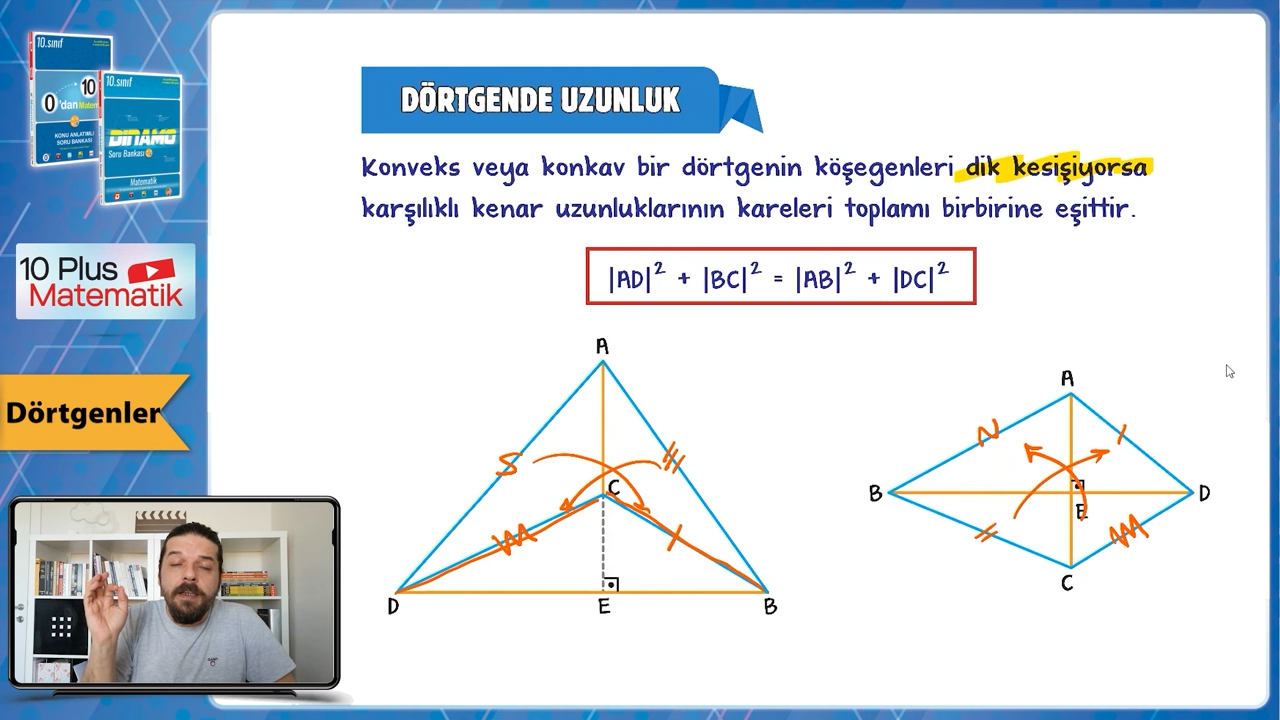 10.sınıf
10
0 'dan
KONU ANLATIMLI
SORU BANKASI
10.sınıf
DİNAMO
Soru Bankası
Matematik
10 Plus
Matematik
Dörtgenler
DÖRTGENDE UZUNLUK
Konveks veya konkav bir dörtgenin köşegenleri dik kesişiyorsa
karşılıklı kenar uzunluklarının kareleri toplamı birbirine eşittir.
|AD|² + |BC|² = |AB|² + |DC|²
A
C
D
E
B
A
B
D
E
C